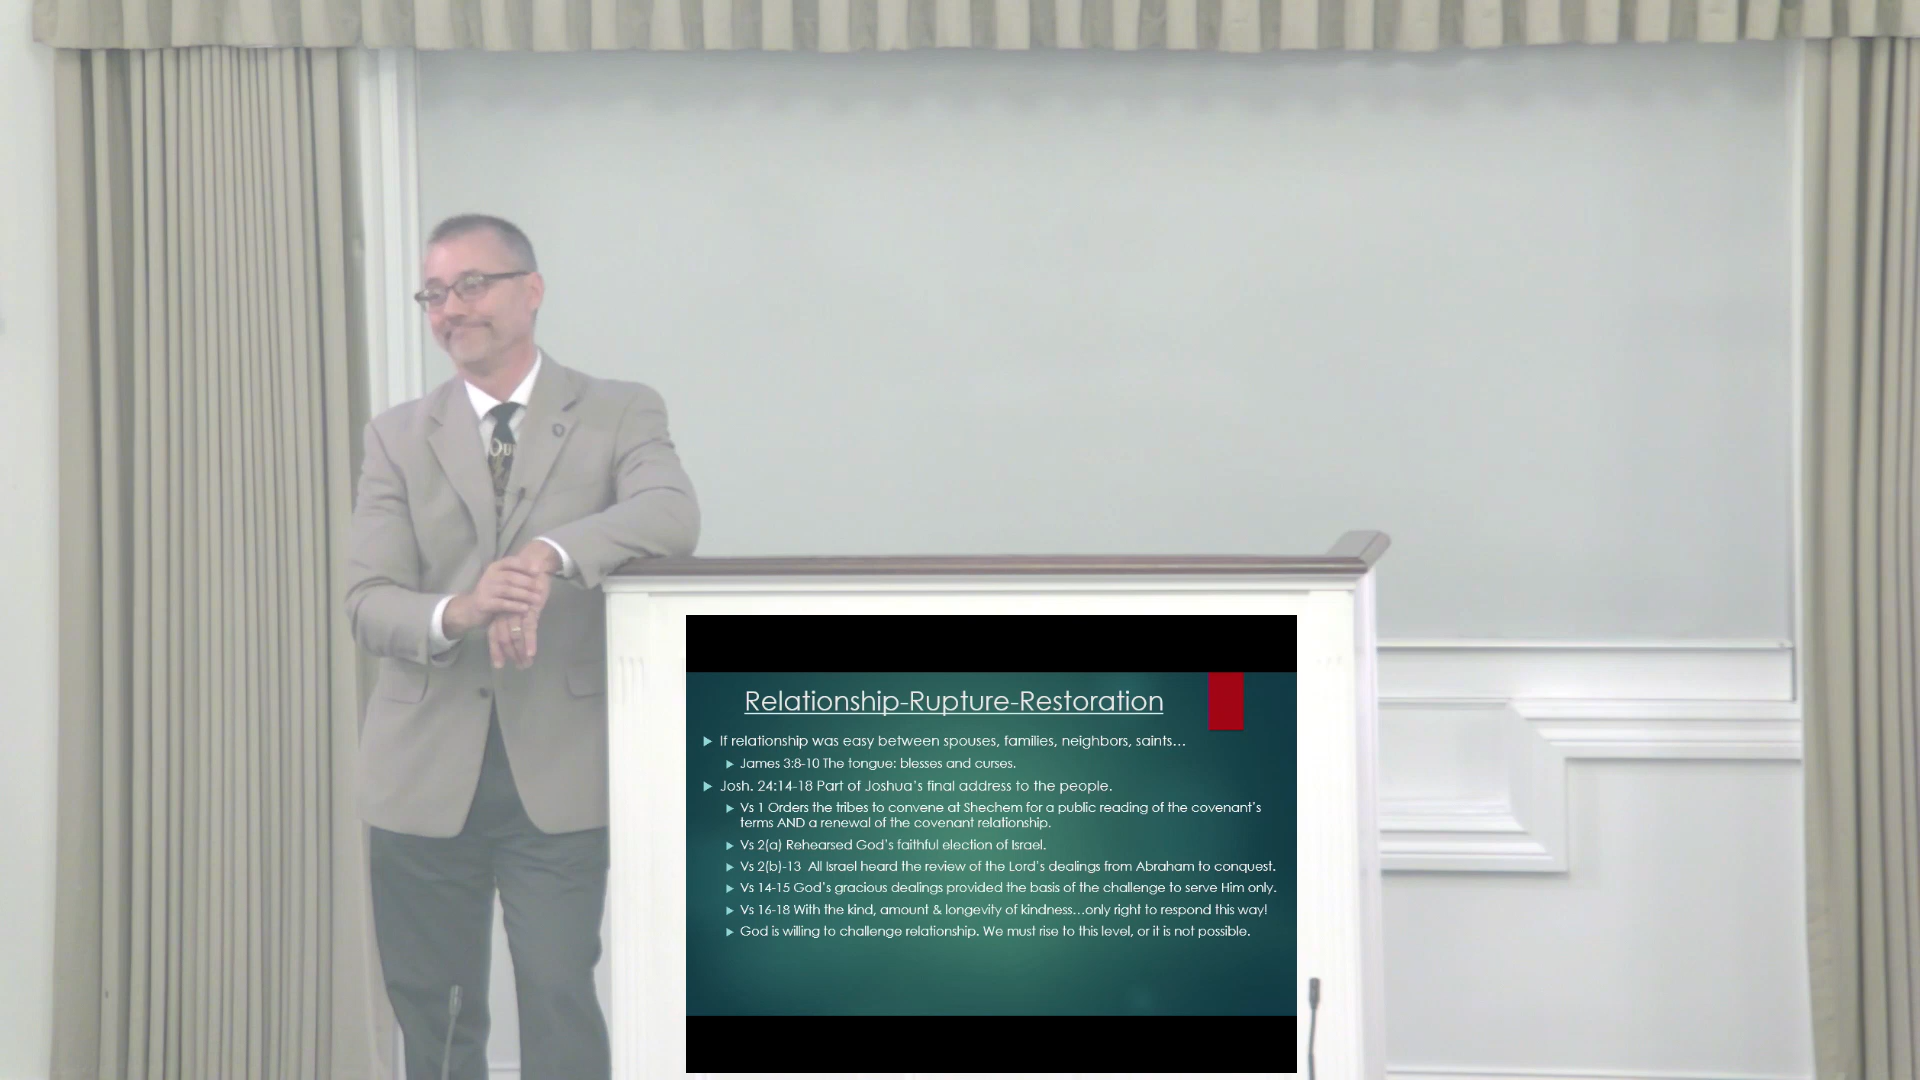 Relationship-Rupture-Restoration
If relationship was easy between spouses, families, neighbors, saints…
James 3:8-10 The tongue: blesses and curses.
Josh. 24:14-18 Part of Joshua's final address to the people.
Vs 1 Orders the tribes to convene at Shechem for a public reading of the covenant's
terms AND a renewal of the covenant relationship.
Vs 2(a) Rehearsed God's faithful election of Israel.
Vs 2(b)-13  All Israel heard the review of the Lord's dealings from Abraham to conquest.
Vs 14-15 God's gracious dealings provided the basis of the challenge to serve Him only.
Vs 16-18 With the kind, amount & longevity of kindness…only right to respond this way!
God is willing to challenge relationship. We must rise to this level, or it is not possible.